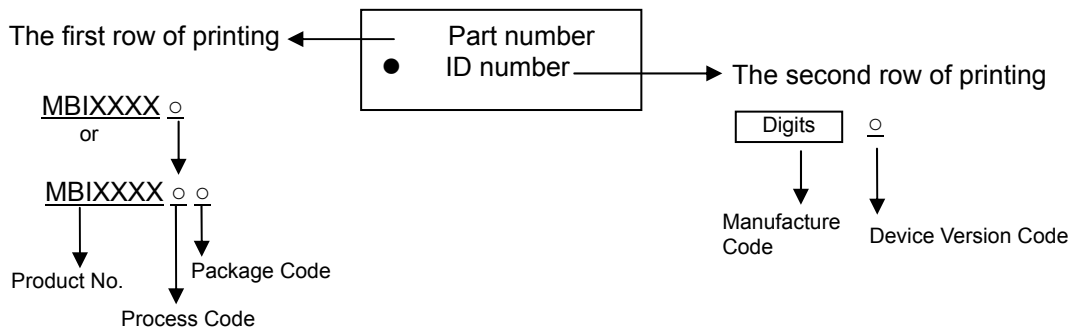 The first row of printing
Part number
ID number
The second row of printing
MBIXXXX ○
or
MBIXXXX ○ ○
Product No.
Package Code
Process Code
Digits ○
Manufacture
Code
Device Version Code